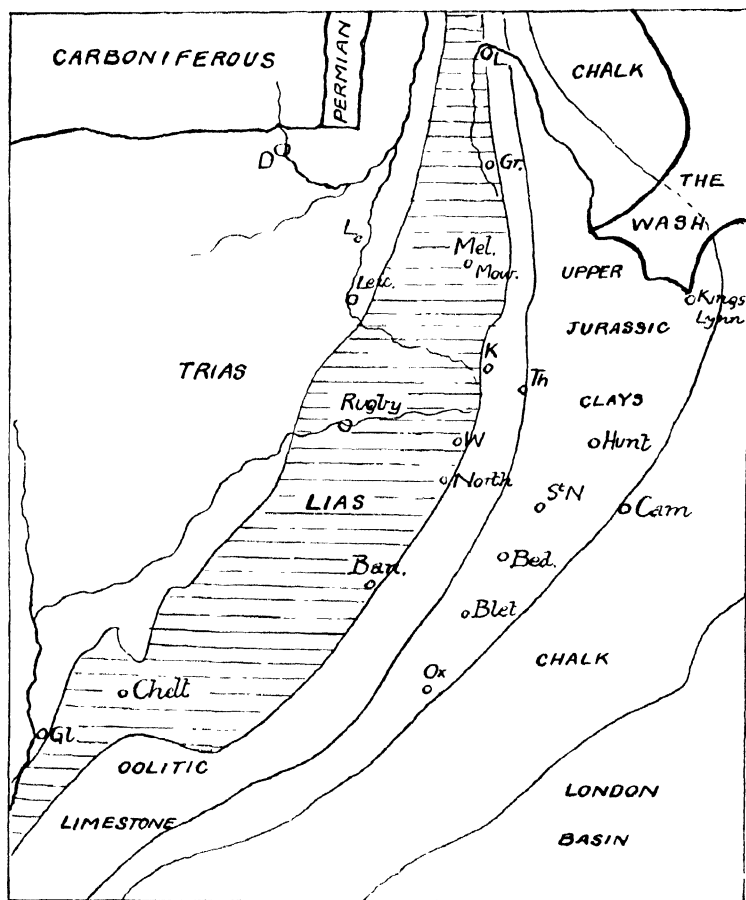 CARBONIFEROUS
PERMIAN
L.
CHALK
D
Gr.
THE
WASH
Lc
Mel.
Mow.
UPPER
Leic.
Kings
Lynn
JURASSIC
TRIAS
K
Th
CLAYS
Rugby
W
Hunt
North
LIAS
St N
Cam
Ban.
Bed.
Blet
CHALK
Ox
Chelt
Gl
OOLITIC
LONDON
LIMESTONE
BASIN